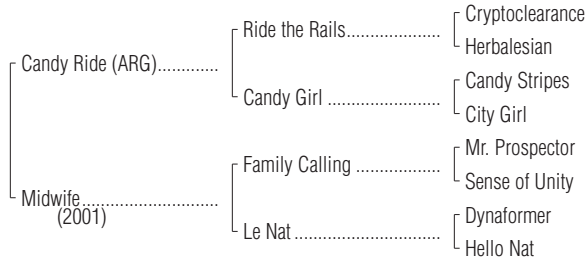 Cryptoclearance
Ride the Rails....................
Herbalesian
Candy Ride (ARG).............
Candy Stripes
Candy Girl .......................
City Girl
Mr. Prospector
Family Calling ..................
Sense of Unity
Midwife...........................
(2001)
Dynaformer
Le Nat ..............................
Hello Nat